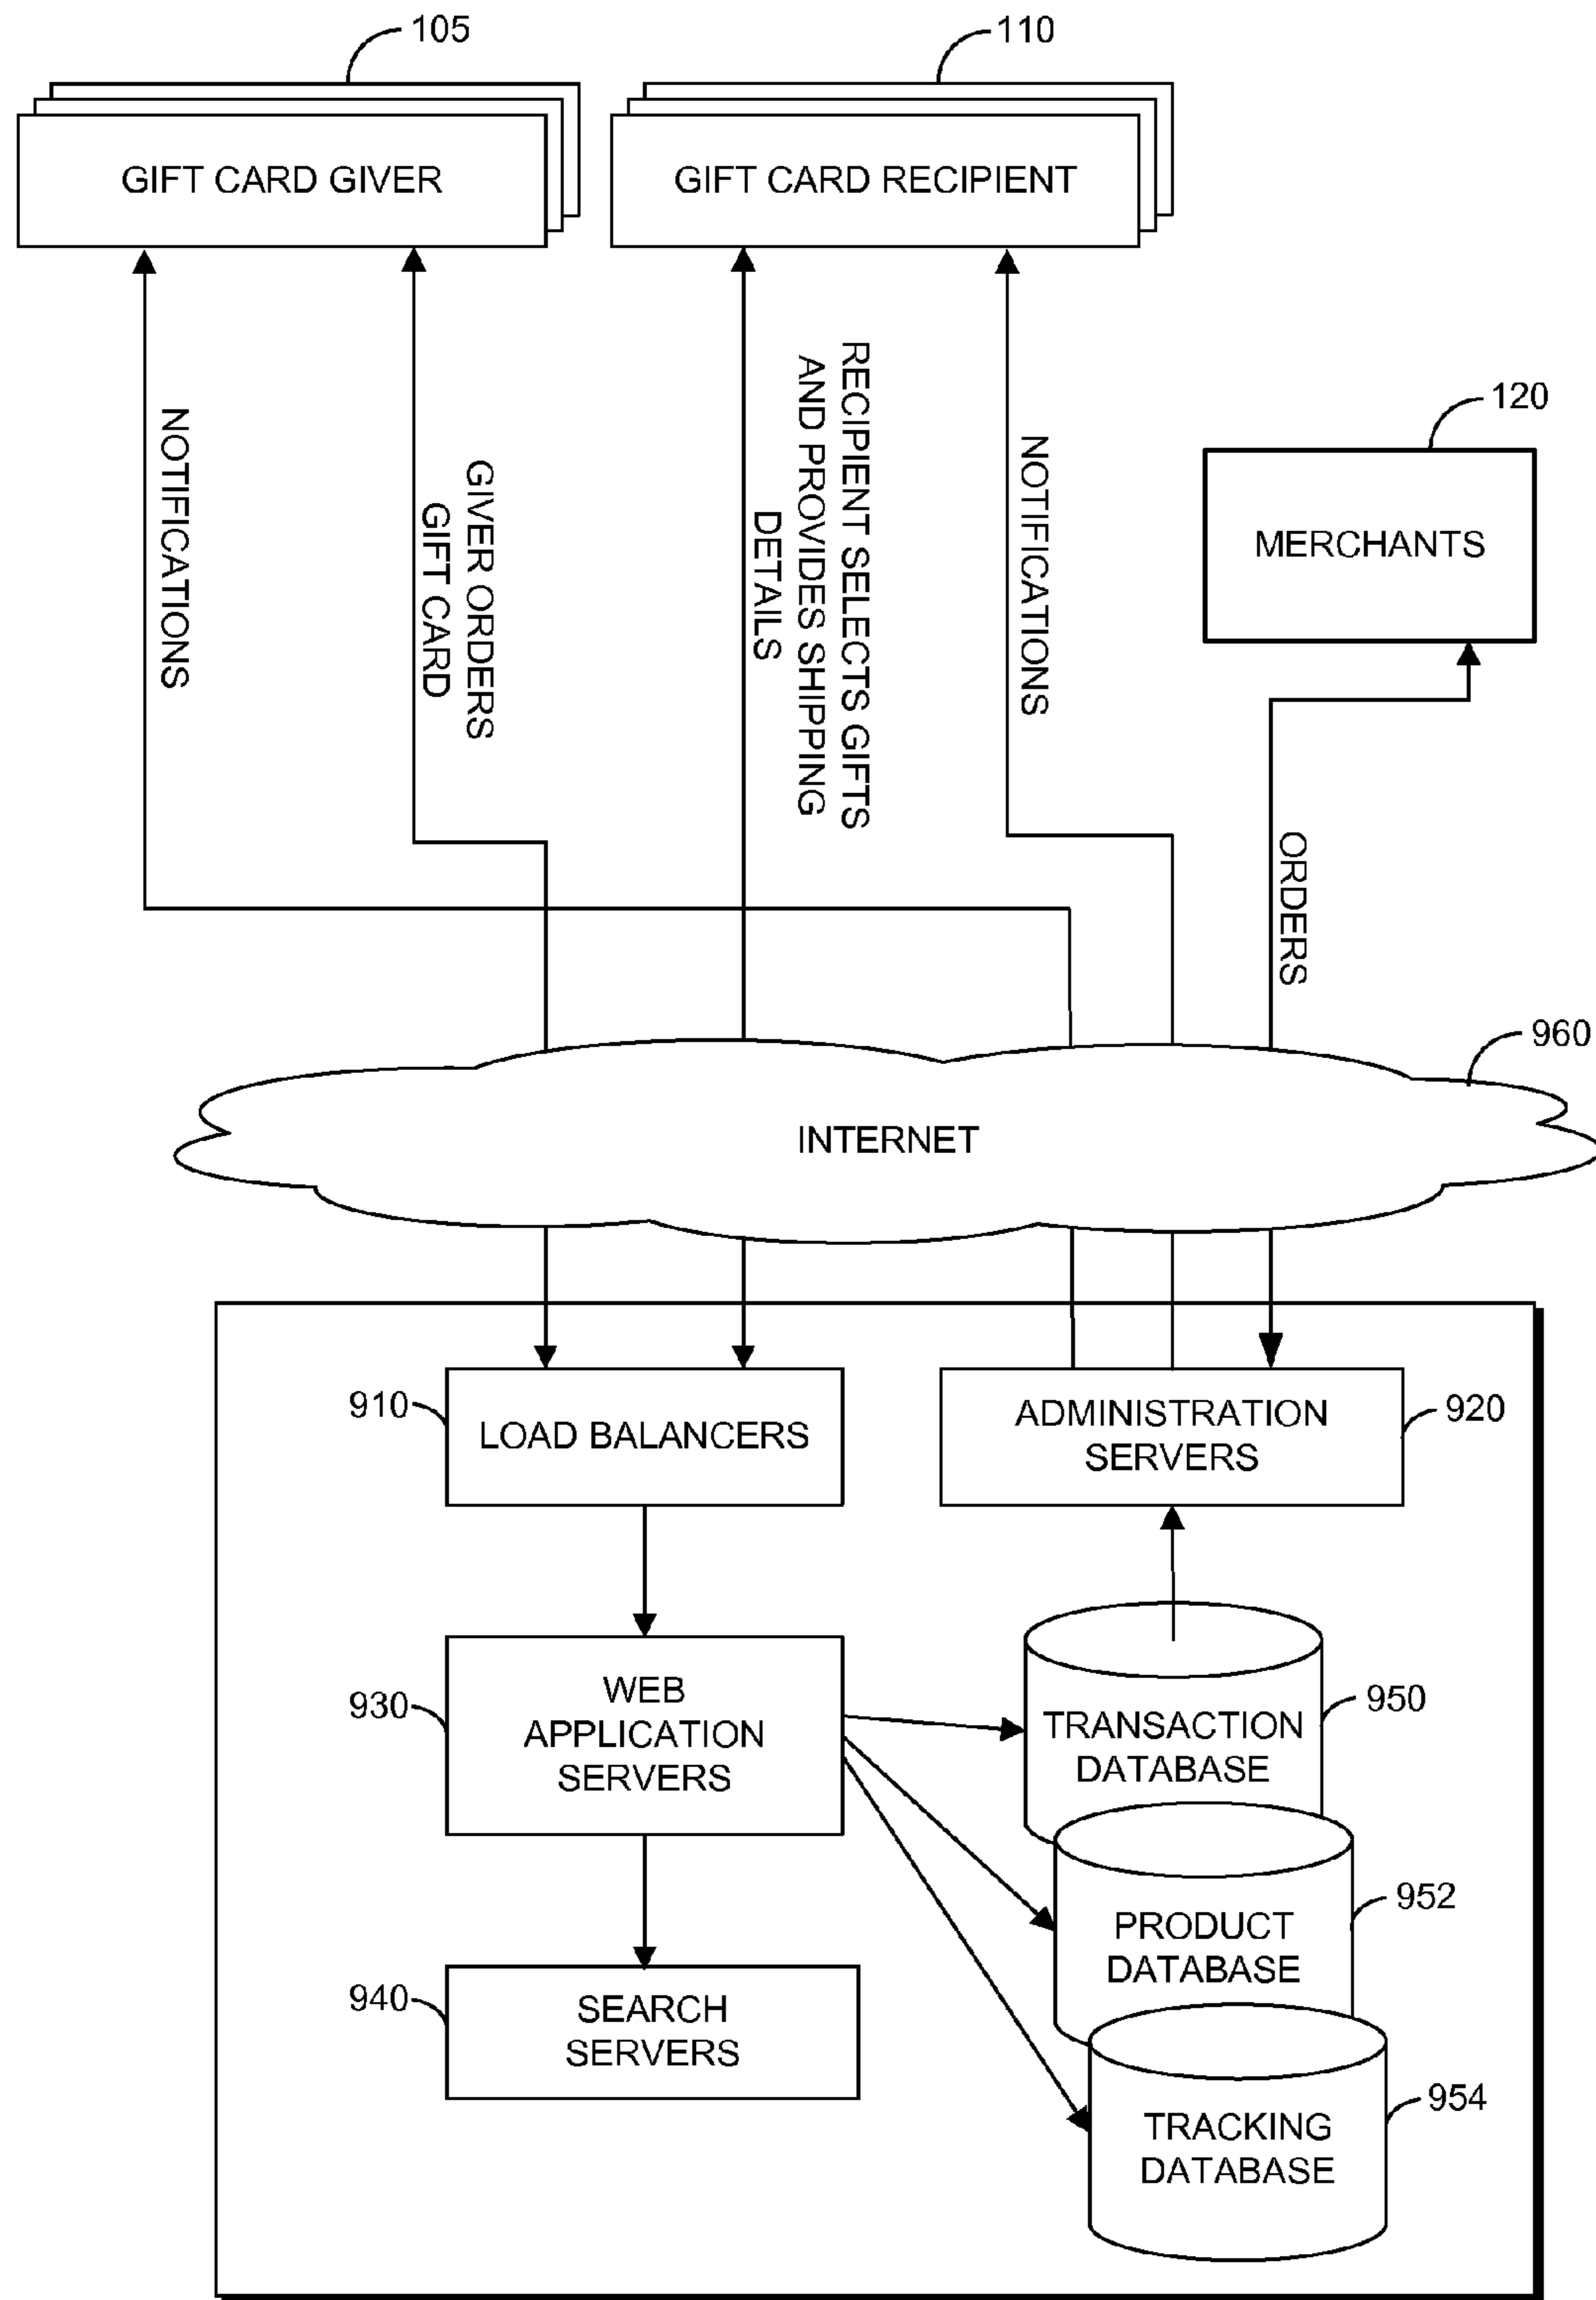 105
110
GIFT CARD GIVER
GIFT CARD RECIPIENT
NOTIFICATIONS
GIVER ORDERS
GIFT CARD
RECIPIENT SELECTS GIFTS
AND PROVIDES SHIPPING
DETAILS
NOTIFICATIONS
120
MERCHANTS
ORDERS
960
INTERNET
910
LOAD BALANCERS
ADMINISTRATION
SERVERS
920
930
WEB
APPLICATION
SERVERS
950
TRANSACTION
DATABASE
952
PRODUCT
DATABASE
940
SEARCH
SERVERS
954
TRACKING
DATABASE